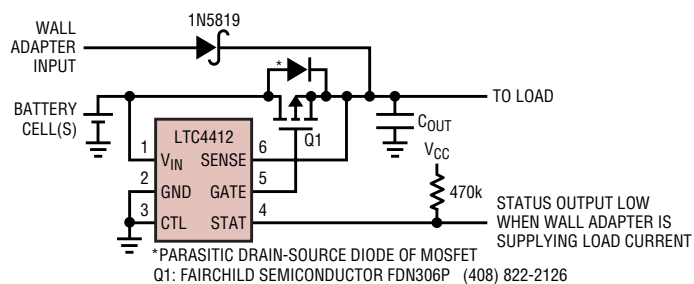 1N5819
WALL
ADAPTER
INPUT
*
TO LOAD
BATTERY
CELL(S)
COUT
Q1
LTC4412
VCC
1
VIN
SENSE
6
2
GND
GATE
5
470k
3
CTL
STAT
4
STATUS OUTPUT LOW
WHEN WALL ADAPTER IS
SUPPLYING LOAD CURRENT
*PARASITIC DRAIN-SOURCE DIODE OF MOSFET
Q1: FAIRCHILD SEMICONDUCTOR FDN306P (408) 822-2126